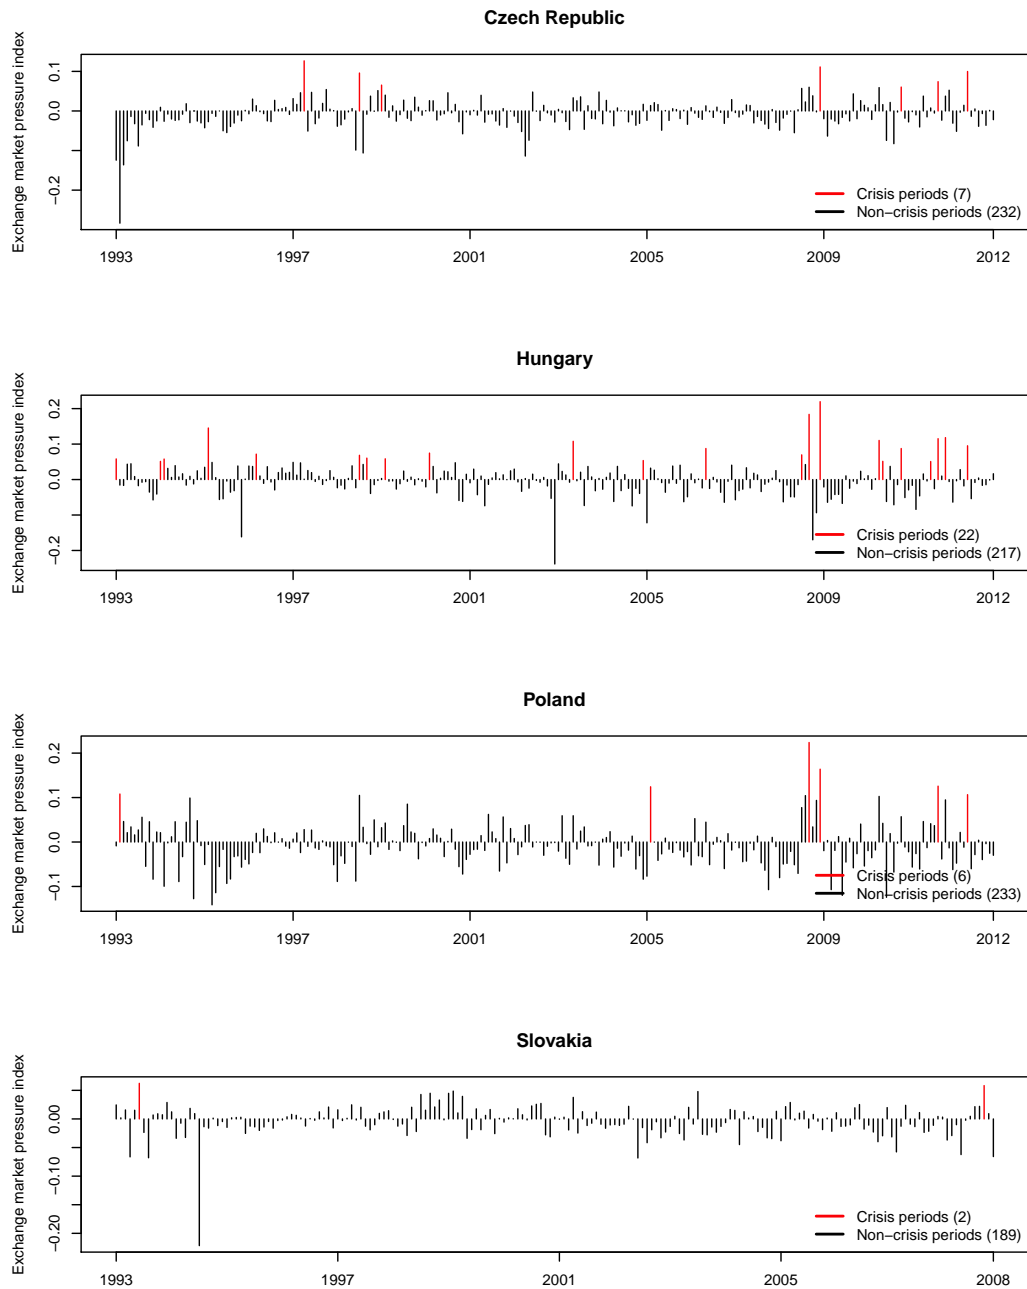 Czech Republic
Exchange market pressure index
0.1
0.0
−0.2
Crisis periods (7)
Non−crisis periods (232)
1993 1997 2001 2005 2009 2012
Hungary
Exchange market pressure index
0.2
0.1
0.0
−0.2
Crisis periods (22)
Non−crisis periods (217)
1993 1997 2001 2005 2009 2012
Poland
Exchange market pressure index
0.2
0.1
0.0
−0.1
Crisis periods (6)
Non−crisis periods (233)
1993 1997 2001 2005 2009 2012
Slovakia
Exchange market pressure index
0.00
−0.10
−0.20
Crisis periods (2)
Non−crisis periods (189)
1993 1997 2001 2005 2008